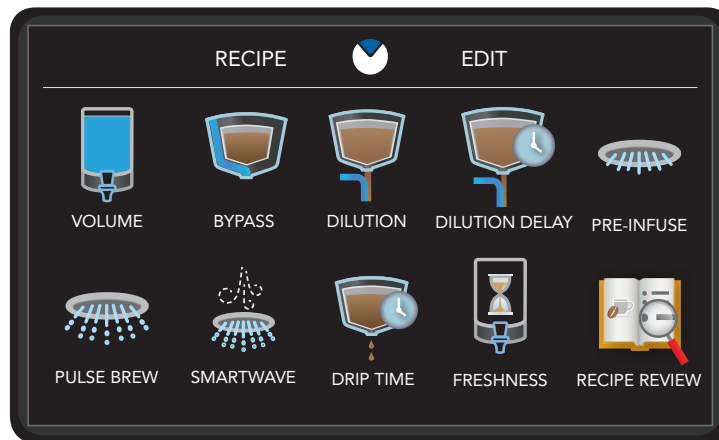 RECIPE EDIT
VOLUME BYPASS DILUTION DILUTION DELAY PRE-INFUSE
PULSE BREW SMARTWAVE DRIP TIME FRESHNESS RECIPE REVIEW